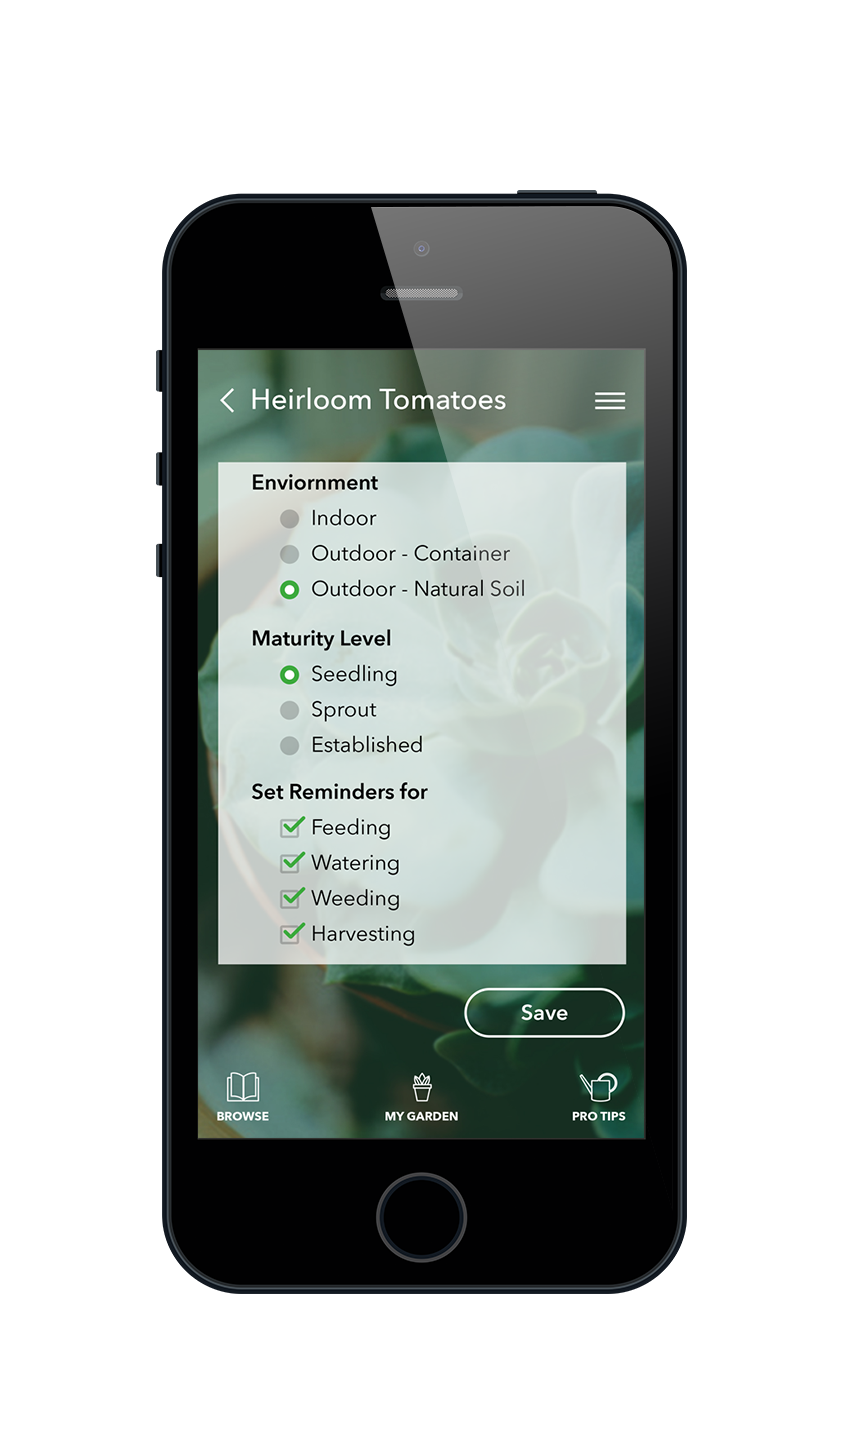 Heirloom Tomatoes
Enviornment
Indoor
Outdoor - Container
Outdoor - Natural Soil
Maturity Level
Seedling
Sprout
Established
Set Reminders for
Feeding
Watering
Weeding
Harvesting
Save
BROWSE MY GARDEN PRO TIPS